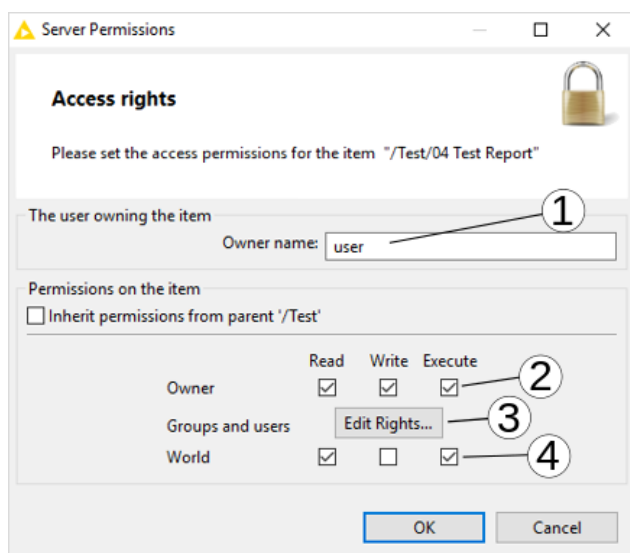 Server Permissions
Access rights
Please set the access permissions for the item "/Test/04 Test Report"
The user owning the item
1
Owner name: user
Permissions on the item
Inherit permissions from parent '/Test'
Read Write Execute
Owner
2
Groups and users Edit Rights...
3
World
4
OK Cancel